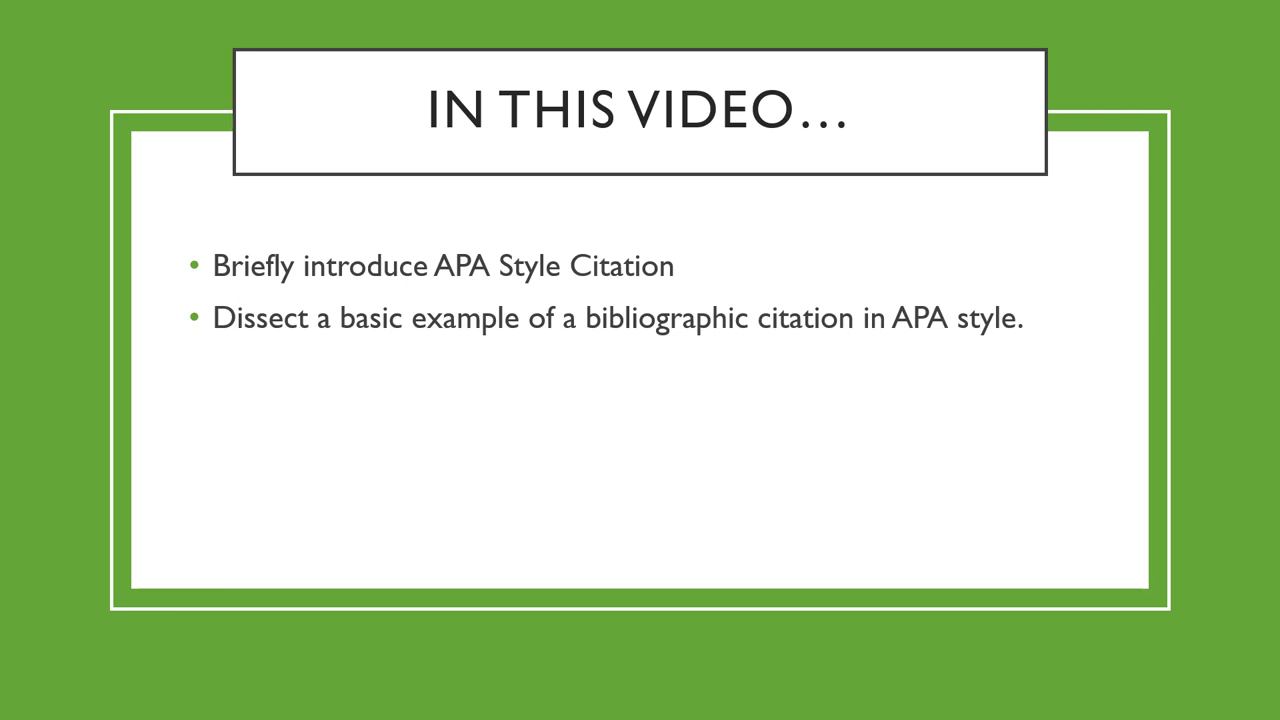 IN THIS VIDEO…
• Briefly introduce APA Style Citation
• Dissect a basic example of a bibliographic citation in APA style.